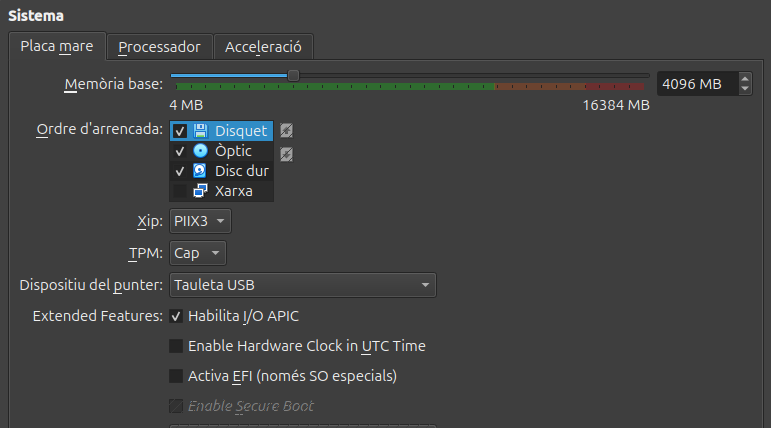 Sistema
Placa mare Processador Acceleració
Memòria base: 4096 MB
4 MB 16384 MB
Ordre d'arrencada: Disquet
Òptic
Disc dur
Xarxa
Xip: PIIX3
TPM: Cap
Dispositiu del punter: Tauleta USB
Extended Features: Habilita I/O APIC
Enable Hardware Clock in UTC Time
Activa EFI (només SO especials)
Enable Secure Boot